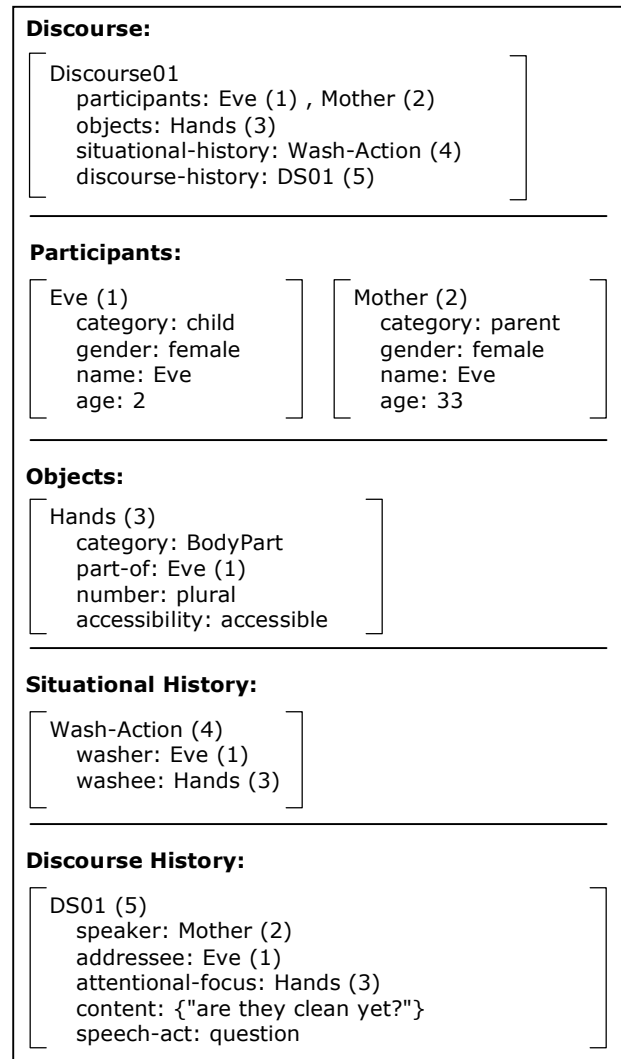 Discourse:
Discourse01
participants: Eve (1) , Mother (2)
objects: Hands (3)
situational-history: Wash-Action (4)
discourse-history: DS01 (5)
Participants:
Eve (1)
category: child
gender: female
name: Eve
age: 2
Mother (2)
category: parent
gender: female
name: Eve
age: 33
Objects:
Hands (3)
category: BodyPart
part-of: Eve (1)
number: plural
accessibility: accessible
Situational History:
Wash-Action (4)
washer: Eve (1)
washee: Hands (3)
Discourse History:
DS01 (5)
speaker: Mother (2)
addressee: Eve (1)
attentional-focus: Hands (3)
content: {"are they clean yet?"}
speech-act: question